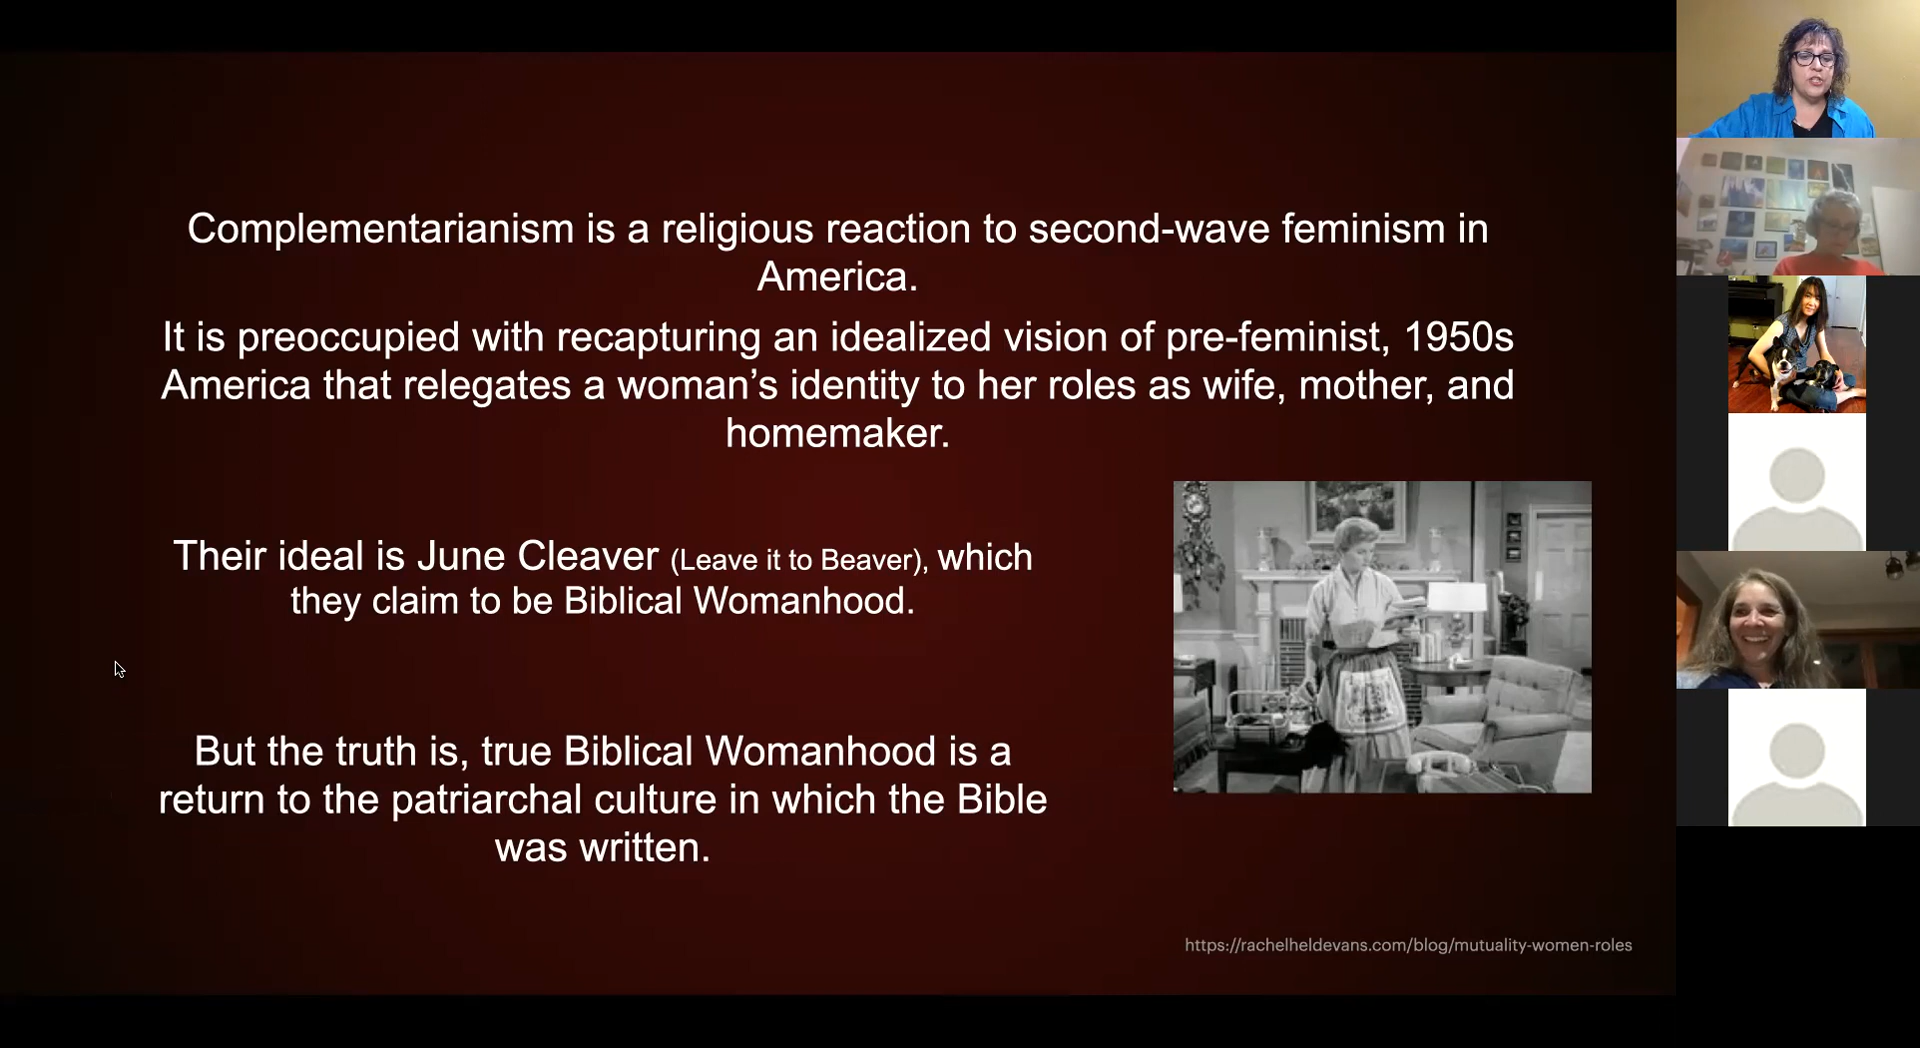 Complementarianism is a religious reaction to second-wave feminism in
America.
It is preoccupied with recapturing an idealized vision of pre-feminist, 1950s
America that relegates a woman’s identity to her roles as wife, mother, and
homemaker.
Their ideal is June Cleaver (Leave it to Beaver), which
they claim to be Biblical Womanhood.
But the truth is, true Biblical Womanhood is a
return to the patriarchal culture in which the Bible
was written.
https://rachelheldevans.com/blog/mutuality-women-roles